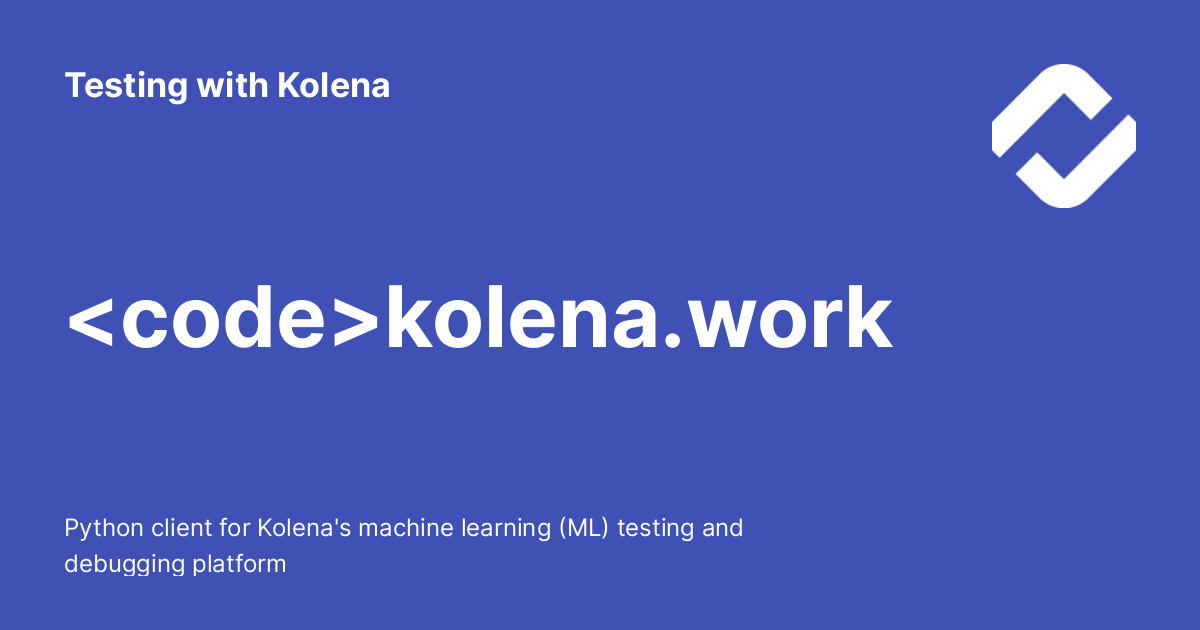 Testing with Kolena
<code>kolena.work
Python client for Kolena's machine learning (ML) testing and
debugging platform